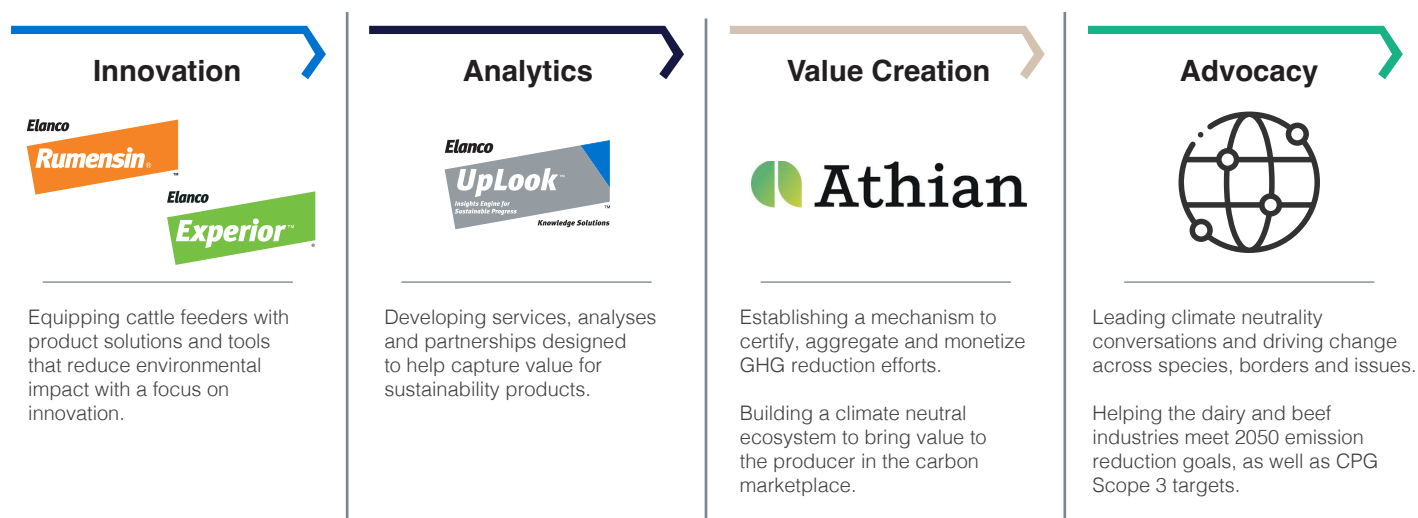 Innovation
Elanco
Rumensin®
™
Elanco
Experior™
®
Equipping cattle feeders with
product solutions and tools
that reduce environmental
impact with a focus on
innovation.
Analytics
Elanco
UpLook™
Insights Engine for
Sustainable Progress
™
Knowledge Solutions
Developing services, analyses
and partnerships designed
to help capture value for
sustainability products.
Value Creation
Athian
Establishing a mechanism to
certify, aggregate and monetize
GHG reduction efforts.
Building a climate neutral
ecosystem to bring value to
the producer in the carbon
marketplace.
Advocacy
Leading climate neutrality
conversations and driving change
across species, borders and issues.
Helping the dairy and beef
industries meet 2050 emission
reduction goals, as well as CPG
Scope 3 targets.